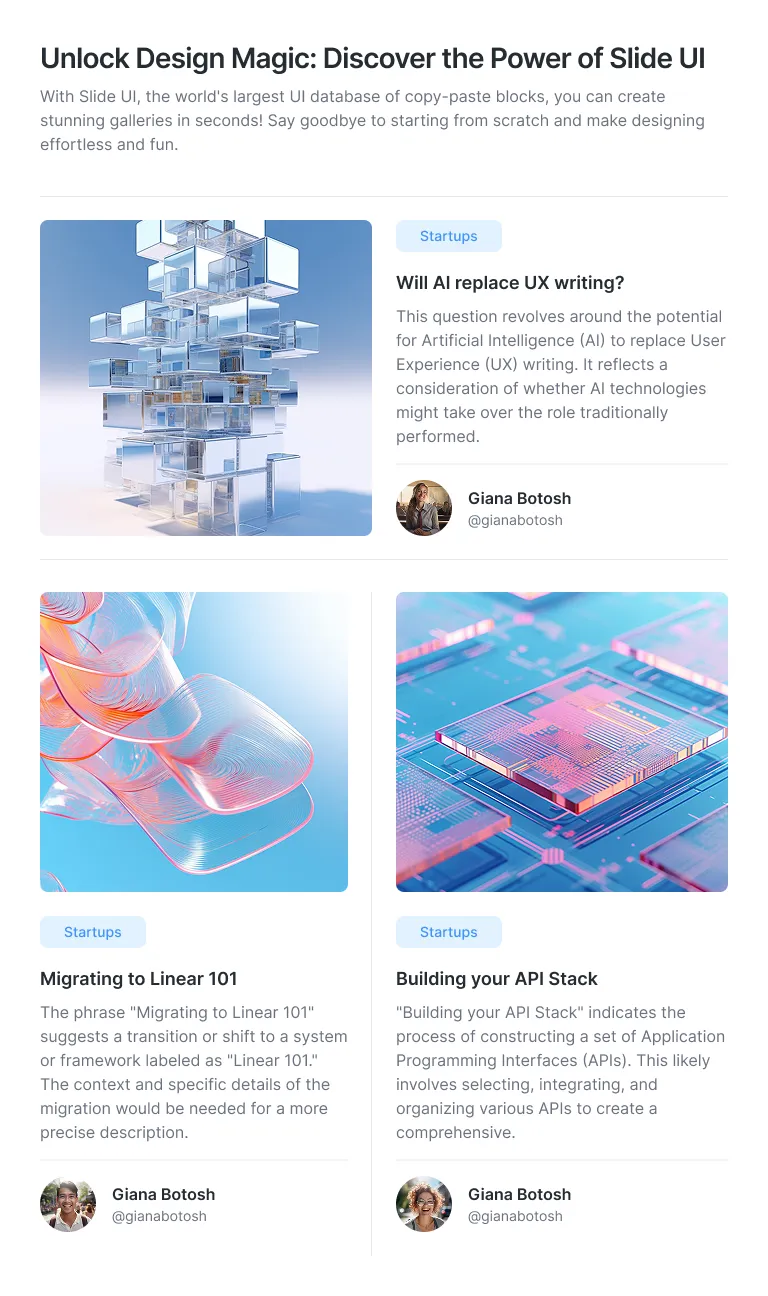 Unlock Design Magic: Discover the Power of Slide UI
With Slide UI, the world's largest UI database of copy-paste blocks, you can create
stunning galleries in seconds! Say goodbye to starting from scratch and make designing
effortless and fun.
Startups
Will AI replace UX writing?
This question revolves around the potential
for Artificial Intelligence (AI) to replace User
Experience (UX) writing. It reflects a
consideration of whether AI technologies
might take over the role traditionally
performed.
Giana Botosh
@gianabotosh
Startups
Migrating to Linear 101
The phrase "Migrating to Linear 101"
suggests a transition or shift to a system
or framework labeled as "Linear 101."
The context and specific details of the
migration would be needed for a more
precise description.
Giana Botosh
@gianabotosh
Startups
Building your API Stack
"Building your API Stack" indicates the
process of constructing a set of Application
Programming Interfaces (APIs). This likely
involves selecting, integrating, and
organizing various APIs to create a
comprehensive.
Giana Botosh
@gianabotosh